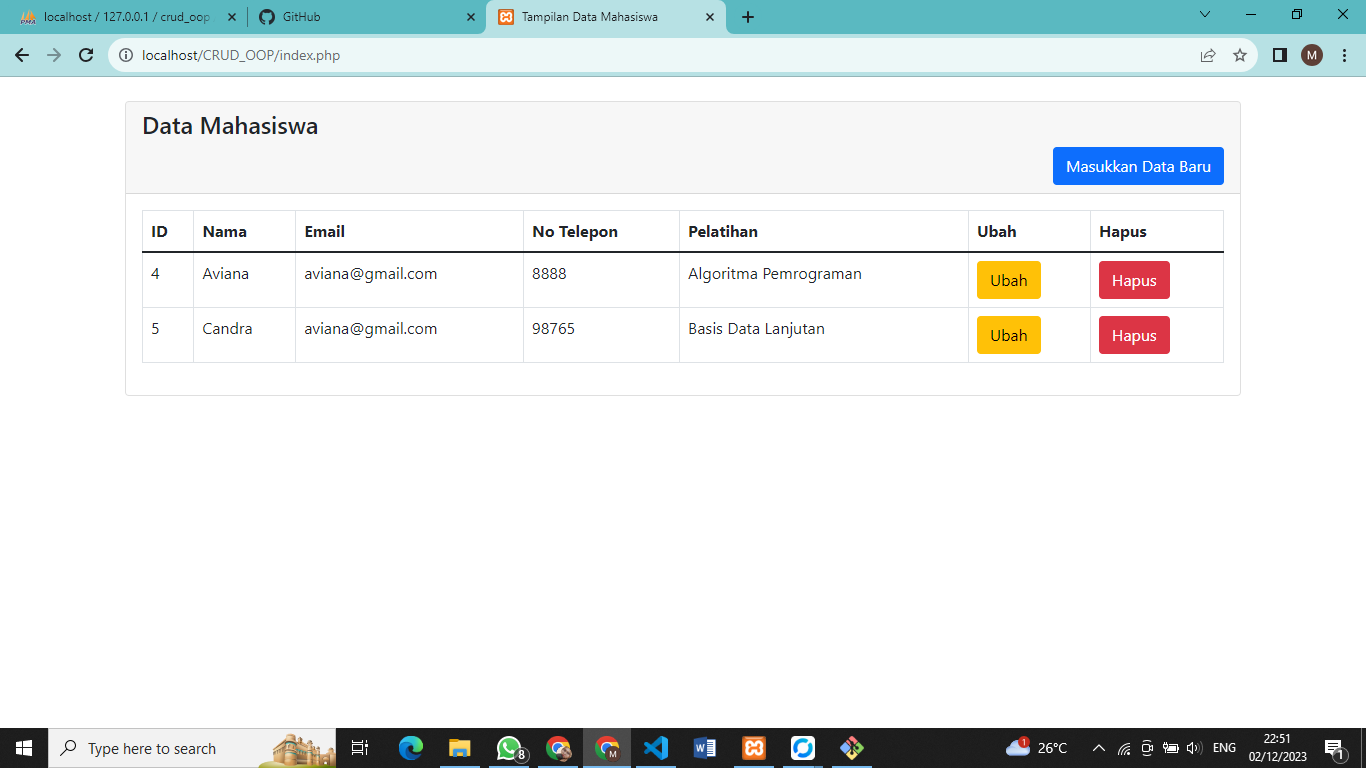 localhost / 127.0.0.1 / crud_oop
GitHub
Tampilan Data Mahasiswa
localhost/CRUD_OOP/index.php
M
Data Mahasiswa
Masukkan Data Baru
ID Nama Email No Telepon Pelatihan Ubah Hapus
4 Aviana aviana@gmail.com 8888 Algoritma Pemrograman Ubah Hapus
5 Candra aviana@gmail.com 98765 Basis Data Lanjutan Ubah Hapus
Type here to search
8
M
1
26°C
ENG
22:51
02/12/2023
1